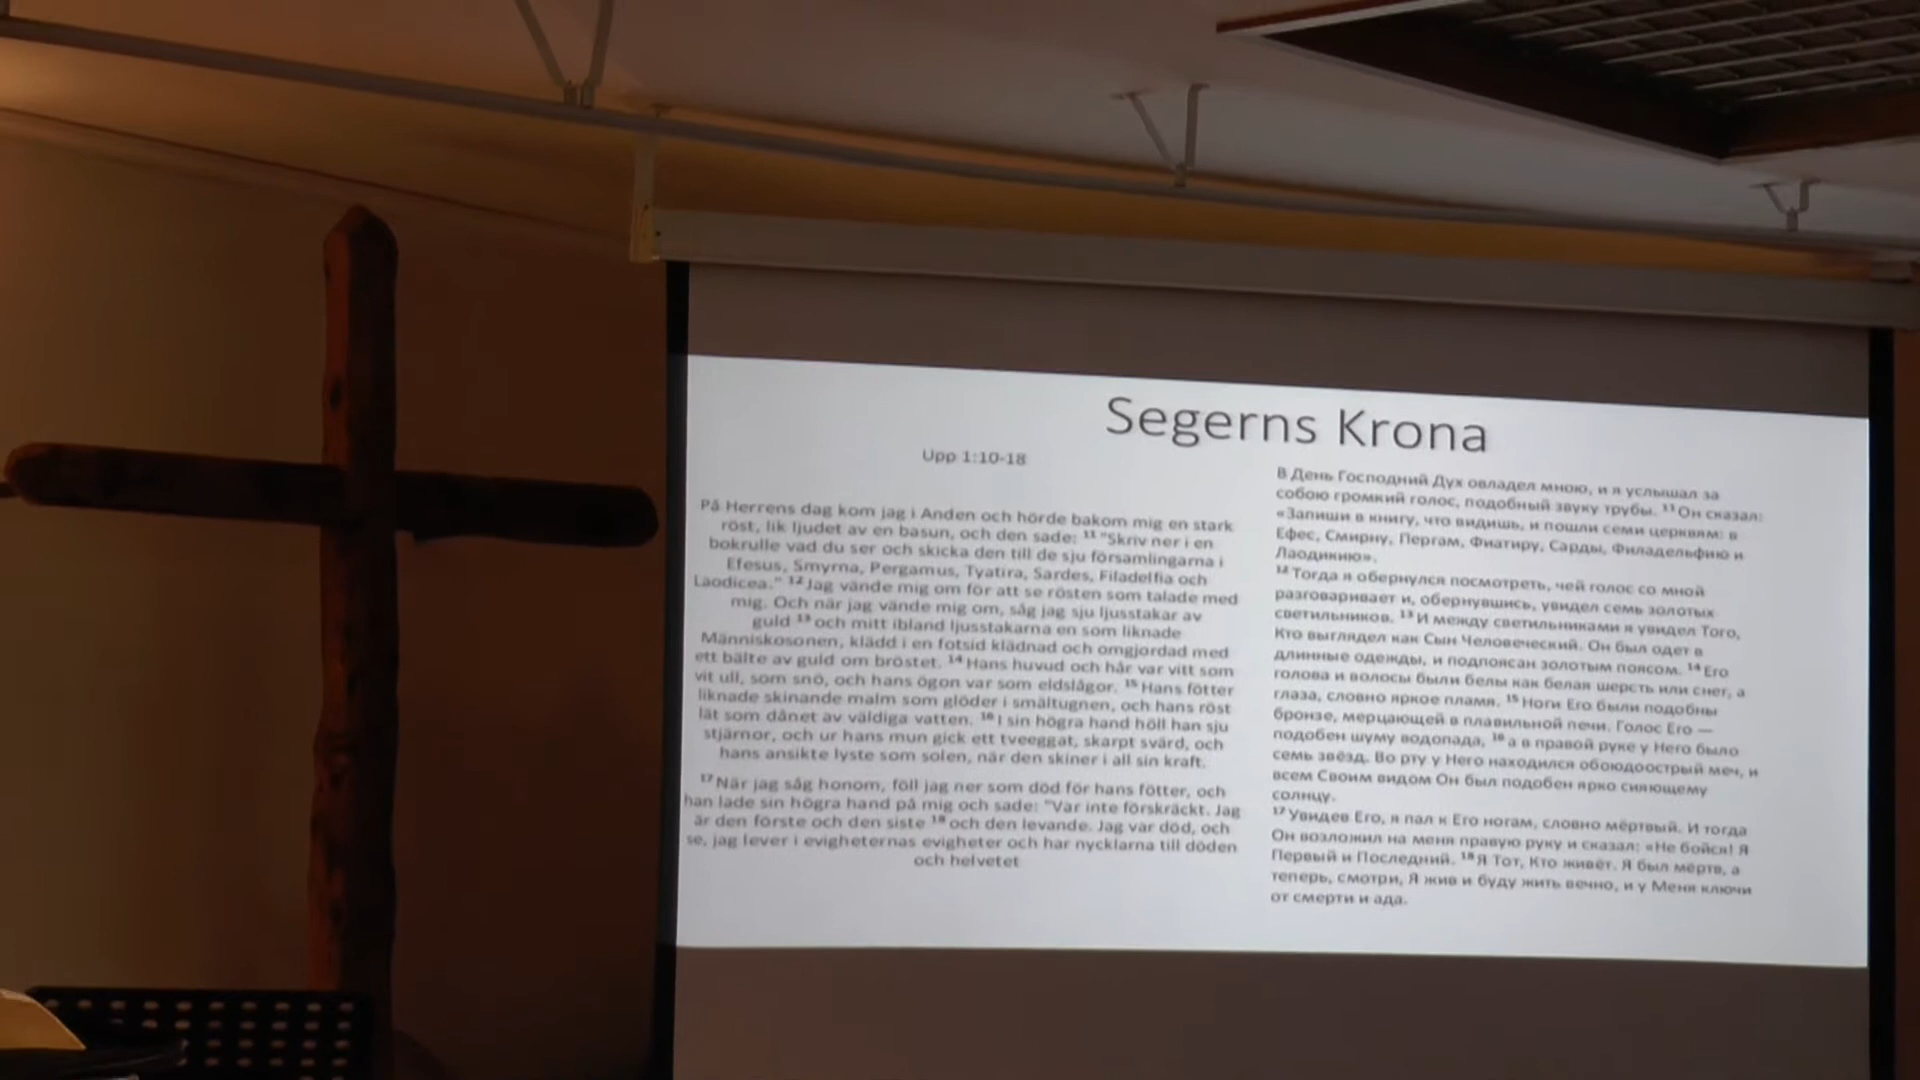 Segerns Krona
Upp 1:10-18
På Herrens dag kom jag i Anden och hörde bakom mig en stark
röst, lik ljudet av en basun, och den sade: ¹¹ "Skriv ner i en
bokrulle vad du ser och skicka den till de sju församlingarna i
Efesus, Smyrna, Pergamus, Tyatira, Sardes, Filadelfia och
Laodicea." ¹² Jag vände mig om för att se rösten som talade med
mig. Och när jag vände mig om, såg jag sju ljusstakar av
guld ¹³ och mitt ibland ljusstakarna en som liknade
Människosonen, klädd i en fotsid klädnad och omgjordad med
ett bälte av guld om bröstet. ¹⁴ Hans huvud och hår var vitt som
vit ull, som snö, och hans ögon var som eldslågor. ¹⁵ Hans fötter
liknade skinande malm som glöder i smältugnen, och hans röst
lät som dånet av väldiga vatten. ¹⁶ I sin högra hand höll han sju
stjärnor, och ur hans mun gick ett tveeggat, skarpt svärd, och
hans ansikte lyste som solen, när den skiner i all sin kraft.
¹⁷ När jag såg honom, föll jag ner som död för hans fötter, och
han lade sin högra hand på mig och sade: "Var inte förskräckt. Jag
är den förste och den siste ¹⁸ och den levande. Jag var död, och
se, jag lever i evigheternas evigheter och har nycklarna till döden
och helvetet
В День Господний Дух овладел мною, и я услышал за
собою громкий голос, подобный звуку трубы. ¹¹ Он сказал:
«Запиши в книгу, что видишь, и пошли семи церквям: в
Ефес, Смирну, Пергам, Фиатиру, Сарды, Филадельфию и
Лаодикию».
¹² Тогда я обернулся посмотреть, чей голос со мной
разговаривает и, обернувшись, увидел семь золотых
светильников. ¹³ И между светильниками я увидел Того,
Кто выглядел как Сын Человеческий. Он был одет в
длинные одежды, и подпоясан золотым поясом. ¹⁴ Его
голова и волосы были белы как белая шерсть или снег, а
глаза, словно яркое пламя. ¹⁵ Ноги Его были подобны
бронзе, мерцающей в плавильной печи. Голос Его —
подобен шуму водопада, ¹⁶ а в правой руке у Него было
семь звёзд. Во рту у Него находился обоюдоострый меч, и
всем Своим видом Он был подобен ярко сияющему
солнцу.
¹⁷ Увидев Его, я пал к Его ногам, словно мёртвый. И тогда
Он возложил на меня правую руку и сказал: «Не бойся! Я
Первый и Последний. ¹⁸ Я Тот, Кто живёт. Я был мёртв, а
теперь, смотри, Я жив и буду жить вечно, и у Меня ключи
от смерти и ада.